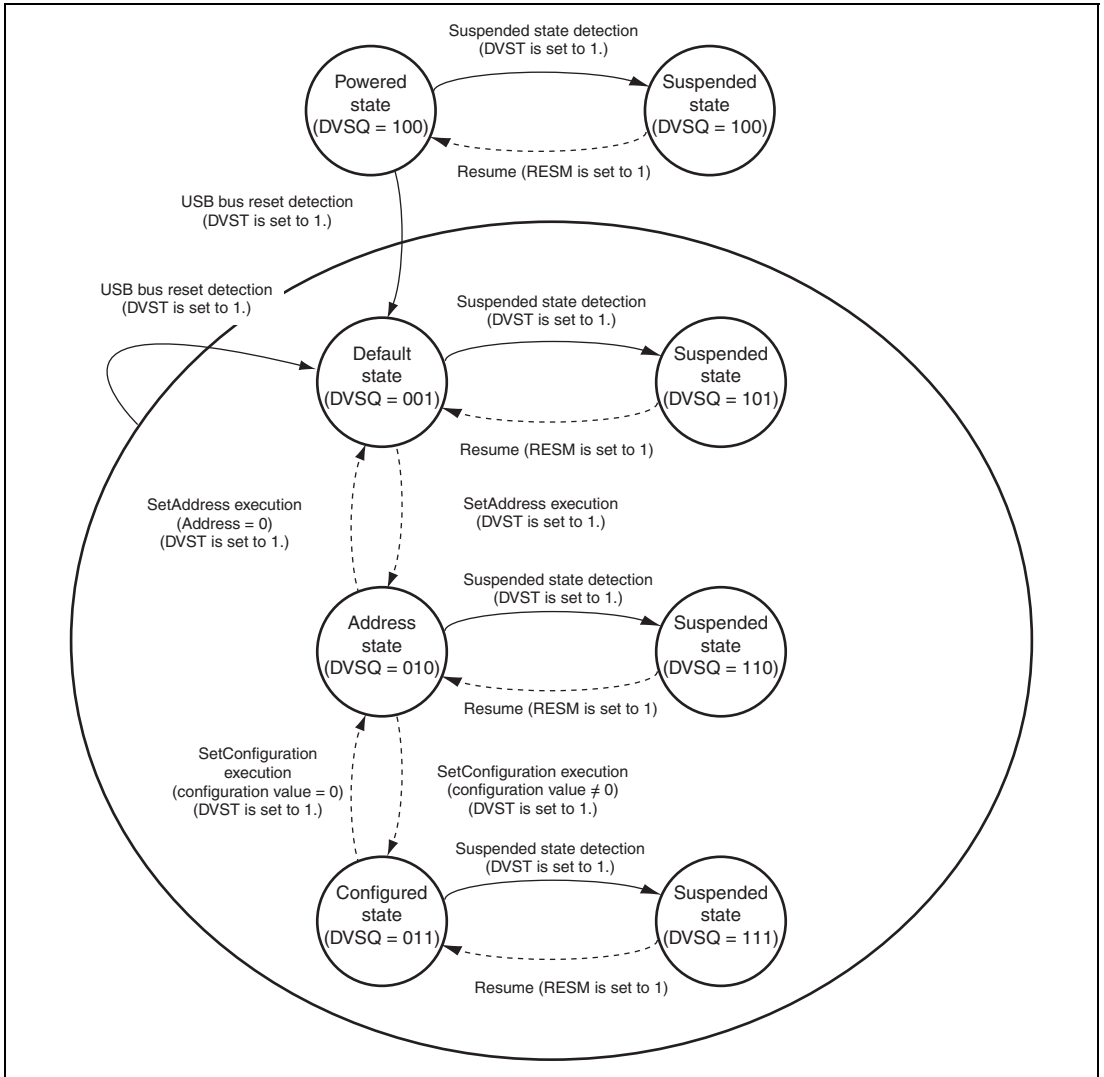 Suspended state detection
(DVST is set to 1.)
Powered
state
(DVSQ = 100)
Suspended
state
(DVSQ = 100)
Resume (RESM is set to 1)
USB bus reset detection
(DVST is set to 1.)
USB bus reset detection
(DVST is set to 1.)
Suspended state detection
(DVST is set to 1.)
Default
state
(DVSQ = 001)
Suspended
state
(DVSQ = 101)
Resume (RESM is set to 1)
SetAddress execution
(Address = 0)
(DVST is set to 1.)
SetAddress execution
(DVST is set to 1.)
Suspended state detection
(DVST is set to 1.)
Address
state
(DVSQ = 010)
Suspended
state
(DVSQ = 110)
Resume (RESM is set to 1)
SetConfiguration
execution
(configuration value = 0)
(DVST is set to 1.)
SetConfiguration execution
(configuration value ≠ 0)
(DVST is set to 1.)
Suspended state detection
(DVST is set to 1.)
Configured
state
(DVSQ = 011)
Suspended
state
(DVSQ = 111)
Resume (RESM is set to 1)